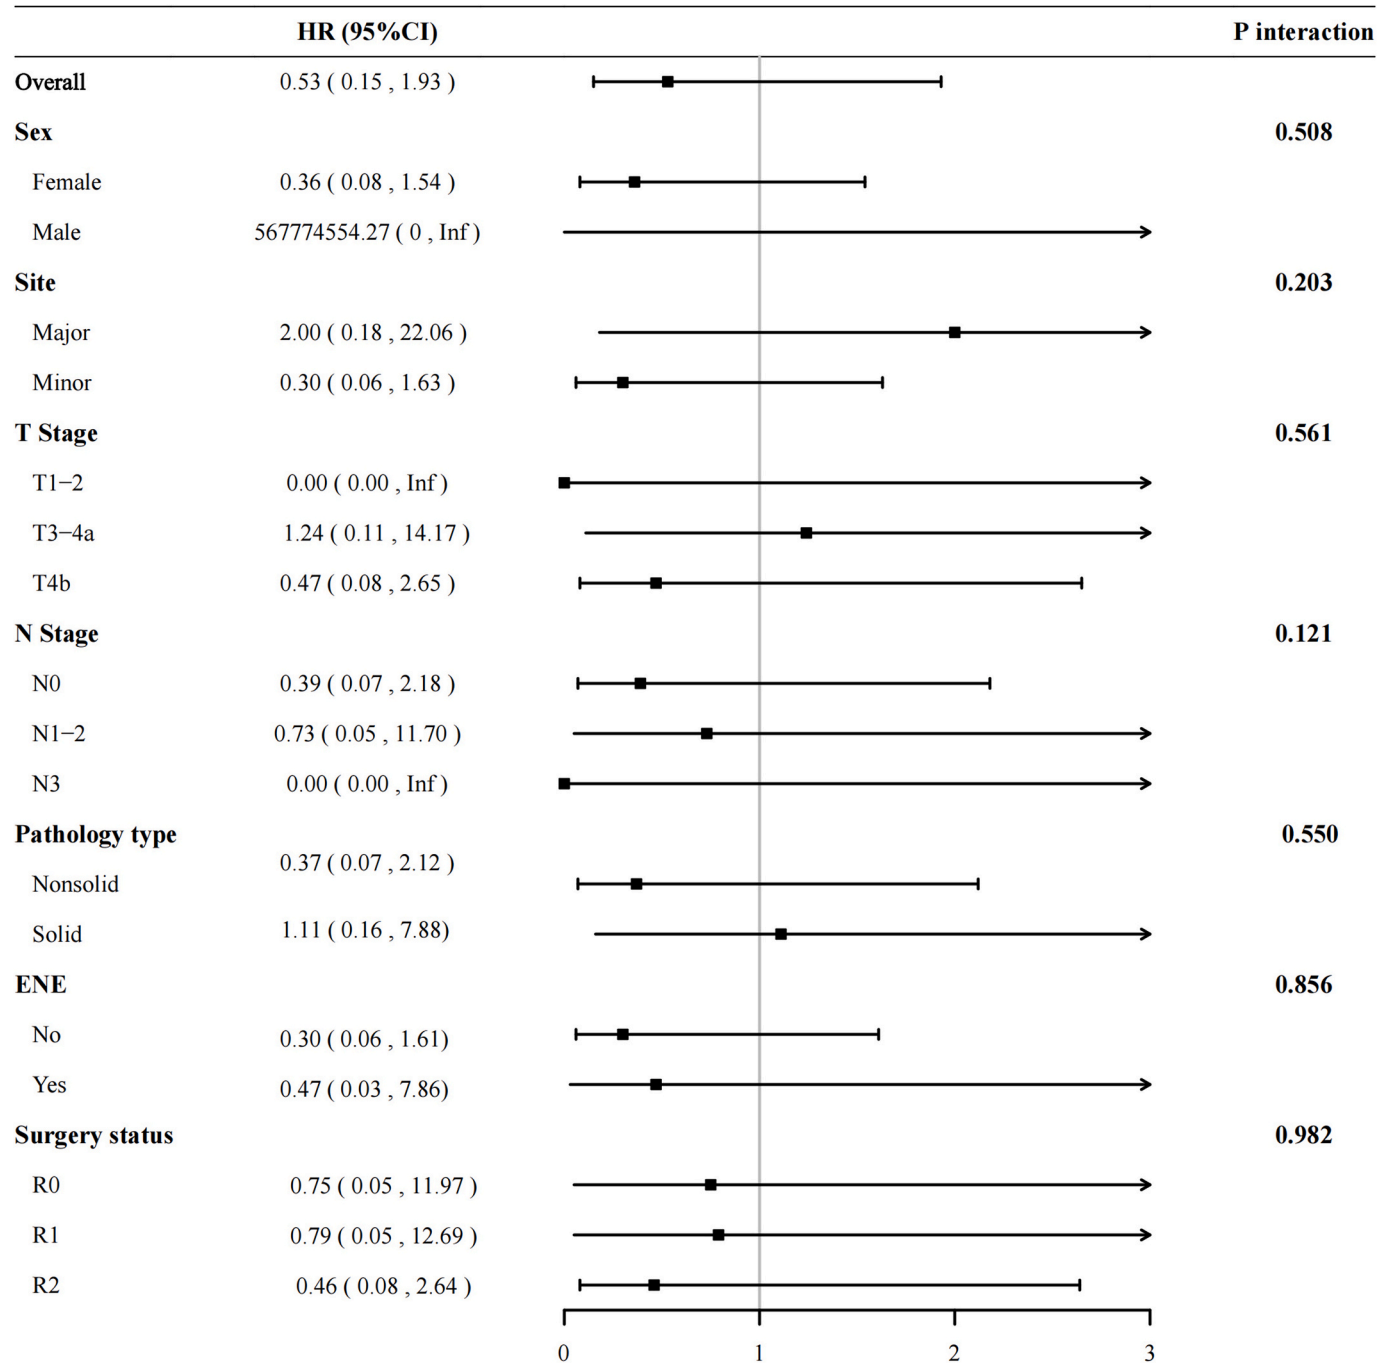 HR (95%CI) P interaction
Overall 0.53 ( 0.15 , 1.93 )
Sex 0.508
Female 0.36 ( 0.08 , 1.54 )
Male 567774554.27 ( 0 , Inf )
Site 0.203
Major 2.00 ( 0.18 , 22.06 )
Minor 0.30 ( 0.06 , 1.63 )
T Stage 0.561
T1−2 0.00 ( 0.00 , Inf )
T3−4a 1.24 ( 0.11 , 14.17 )
T4b 0.47 ( 0.08 , 2.65 )
N Stage 0.121
N0 0.39 ( 0.07 , 2.18 )
N1−2 0.73 ( 0.05 , 11.70 )
N3 0.00 ( 0.00 , Inf )
Pathology type 0.550
Nonsolid 0.37 ( 0.07 , 2.12 )
Solid 1.11 ( 0.16 , 7.88)
ENE 0.856
No 0.30 ( 0.06 , 1.61)
Yes 0.47 ( 0.03 , 7.86)
Surgery status 0.982
R0 0.75 ( 0.05 , 11.97 )
R1 0.79 ( 0.05 , 12.69 )
R2 0.46 ( 0.08 , 2.64 )
0 1 2 3